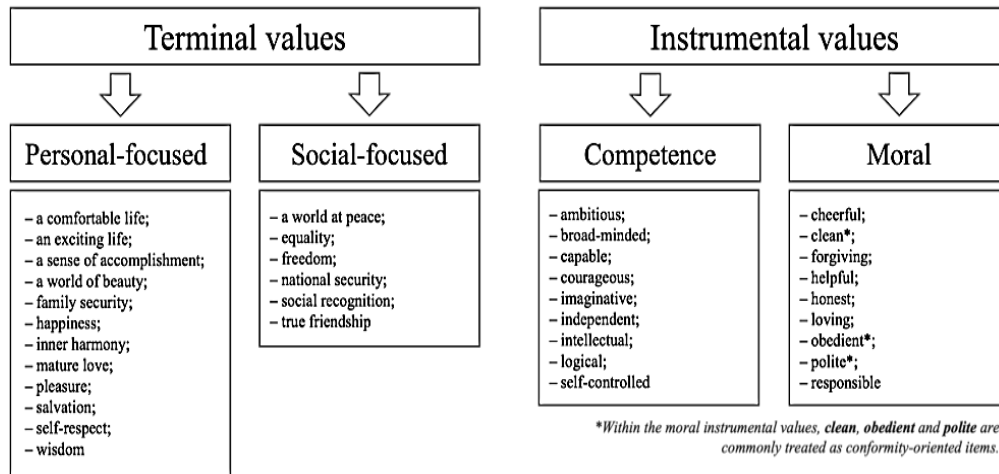 Terminal values
Instrumental values
Personal-focused
Social-focused
Competence
Moral
– a comfortable life;
– an exciting life;
– a sense of accomplishment;
– a world of beauty;
– family security;
– happiness;
– inner harmony;
– mature love;
– pleasure;
– salvation;
– self-respect;
– wisdom
– a world at peace;
– equality;
– freedom;
– national security;
– social recognition;
– true friendship
– ambitious;
– broad-minded;
– capable;
– courageous;
– imaginative;
– independent;
– intellectual;
– logical;
– self-controlled
– cheerful;
– clean*;
– forgiving;
– helpful;
– honest;
– loving;
– obedient*;
– polite*;
– responsible
*Within the moral instrumental values, clean, obedient and polite are
commonly treated as conformity-oriented items.